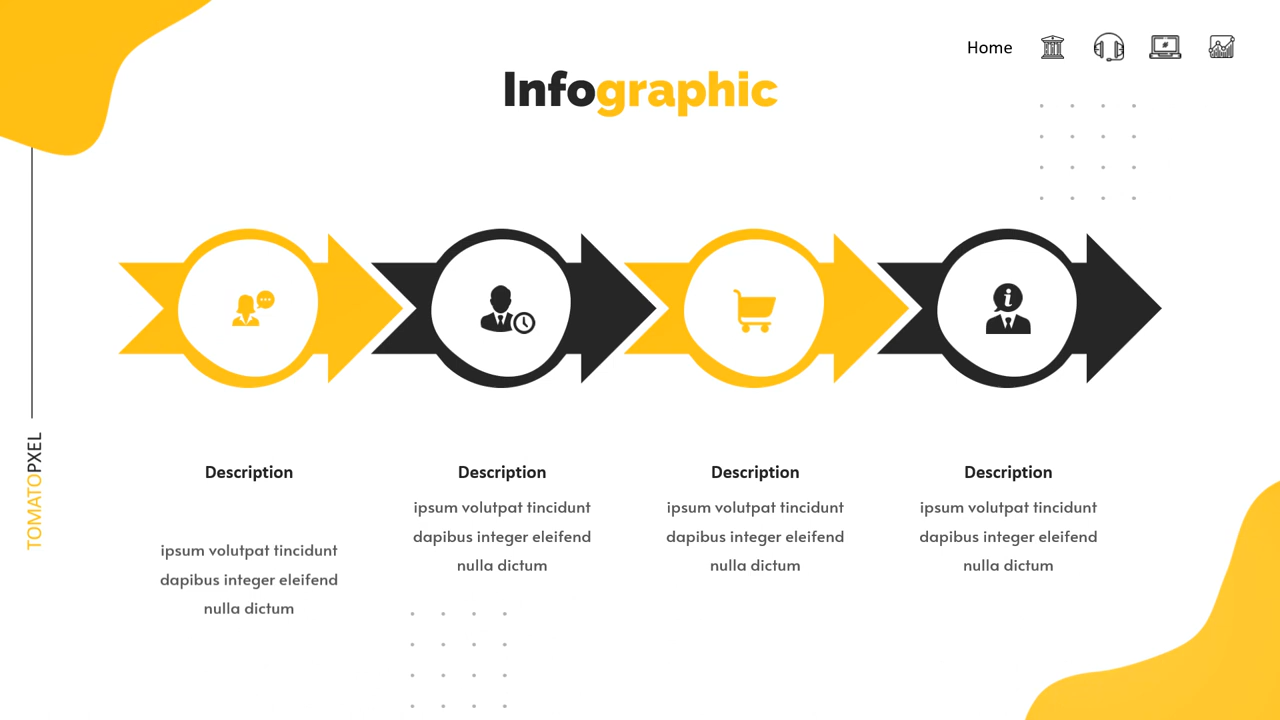 Home
Infographic
TOMATOPXEL
Description
ipsum volutpat tincidunt
dapibus integer eleifend
nulla dictum
Description
ipsum volutpat tincidunt
dapibus integer eleifend
nulla dictum
Description
ipsum volutpat tincidunt
dapibus integer eleifend
nulla dictum
Description
ipsum volutpat tincidunt
dapibus integer eleifend
nulla dictum